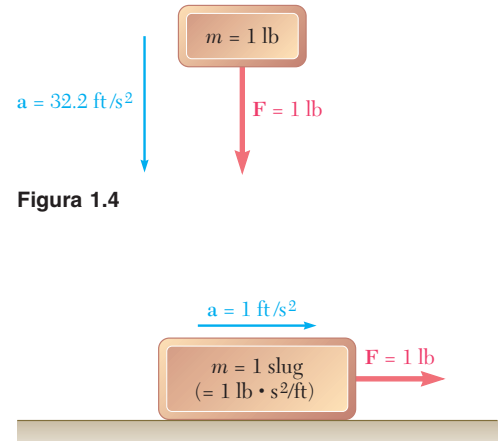 m = 1 lb
a = 32.2 ft/s²
F = 1 lb
Figura 1.4
a = 1 ft/s²
m = 1 slug
(= 1 lb • s²/ft)
F = 1 lb